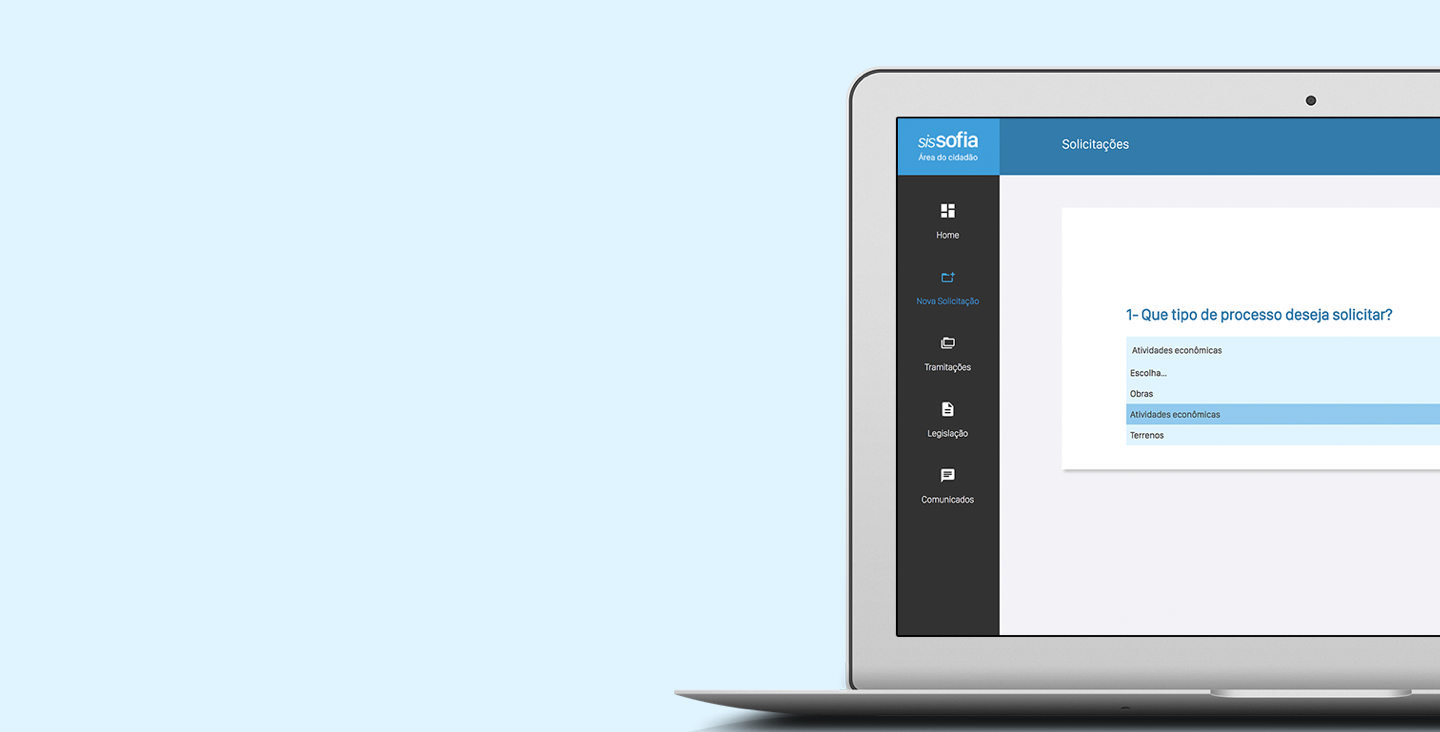 sissofia
Área do cidadão
Solicitações
Home
Nova Solicitação
Tramitações
Legislação
Comunicados
1- Que tipo de processo deseja solicitar?
Atividades econômicas
Escolha...
Obras
Atividades econômicas
Terrenos